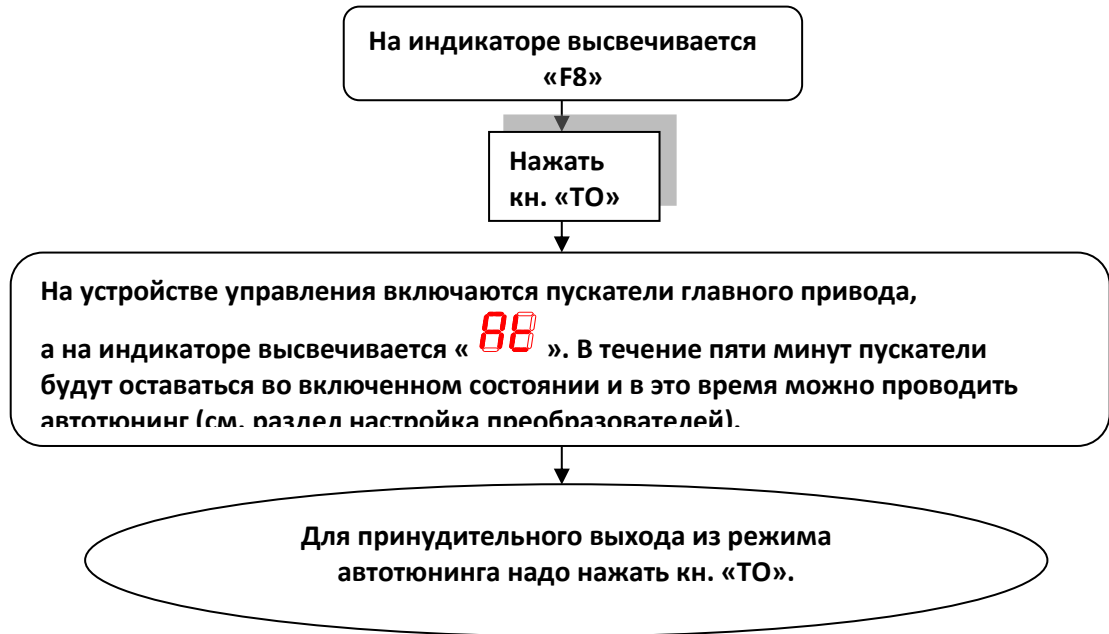 На индикаторе высвечивается
«F8»
Нажать
кн. «ТО»
На устройстве управления включаются пускатели главного привода,
а на индикаторе высвечивается « ». В течение пяти минут пускатели
будут оставаться во включенном состоянии и в это время можно проводить
автотюнинг (см. раздел настройка преобразователей).
Для принудительного выхода из режима
автотюнинга надо нажать кн. «ТО».